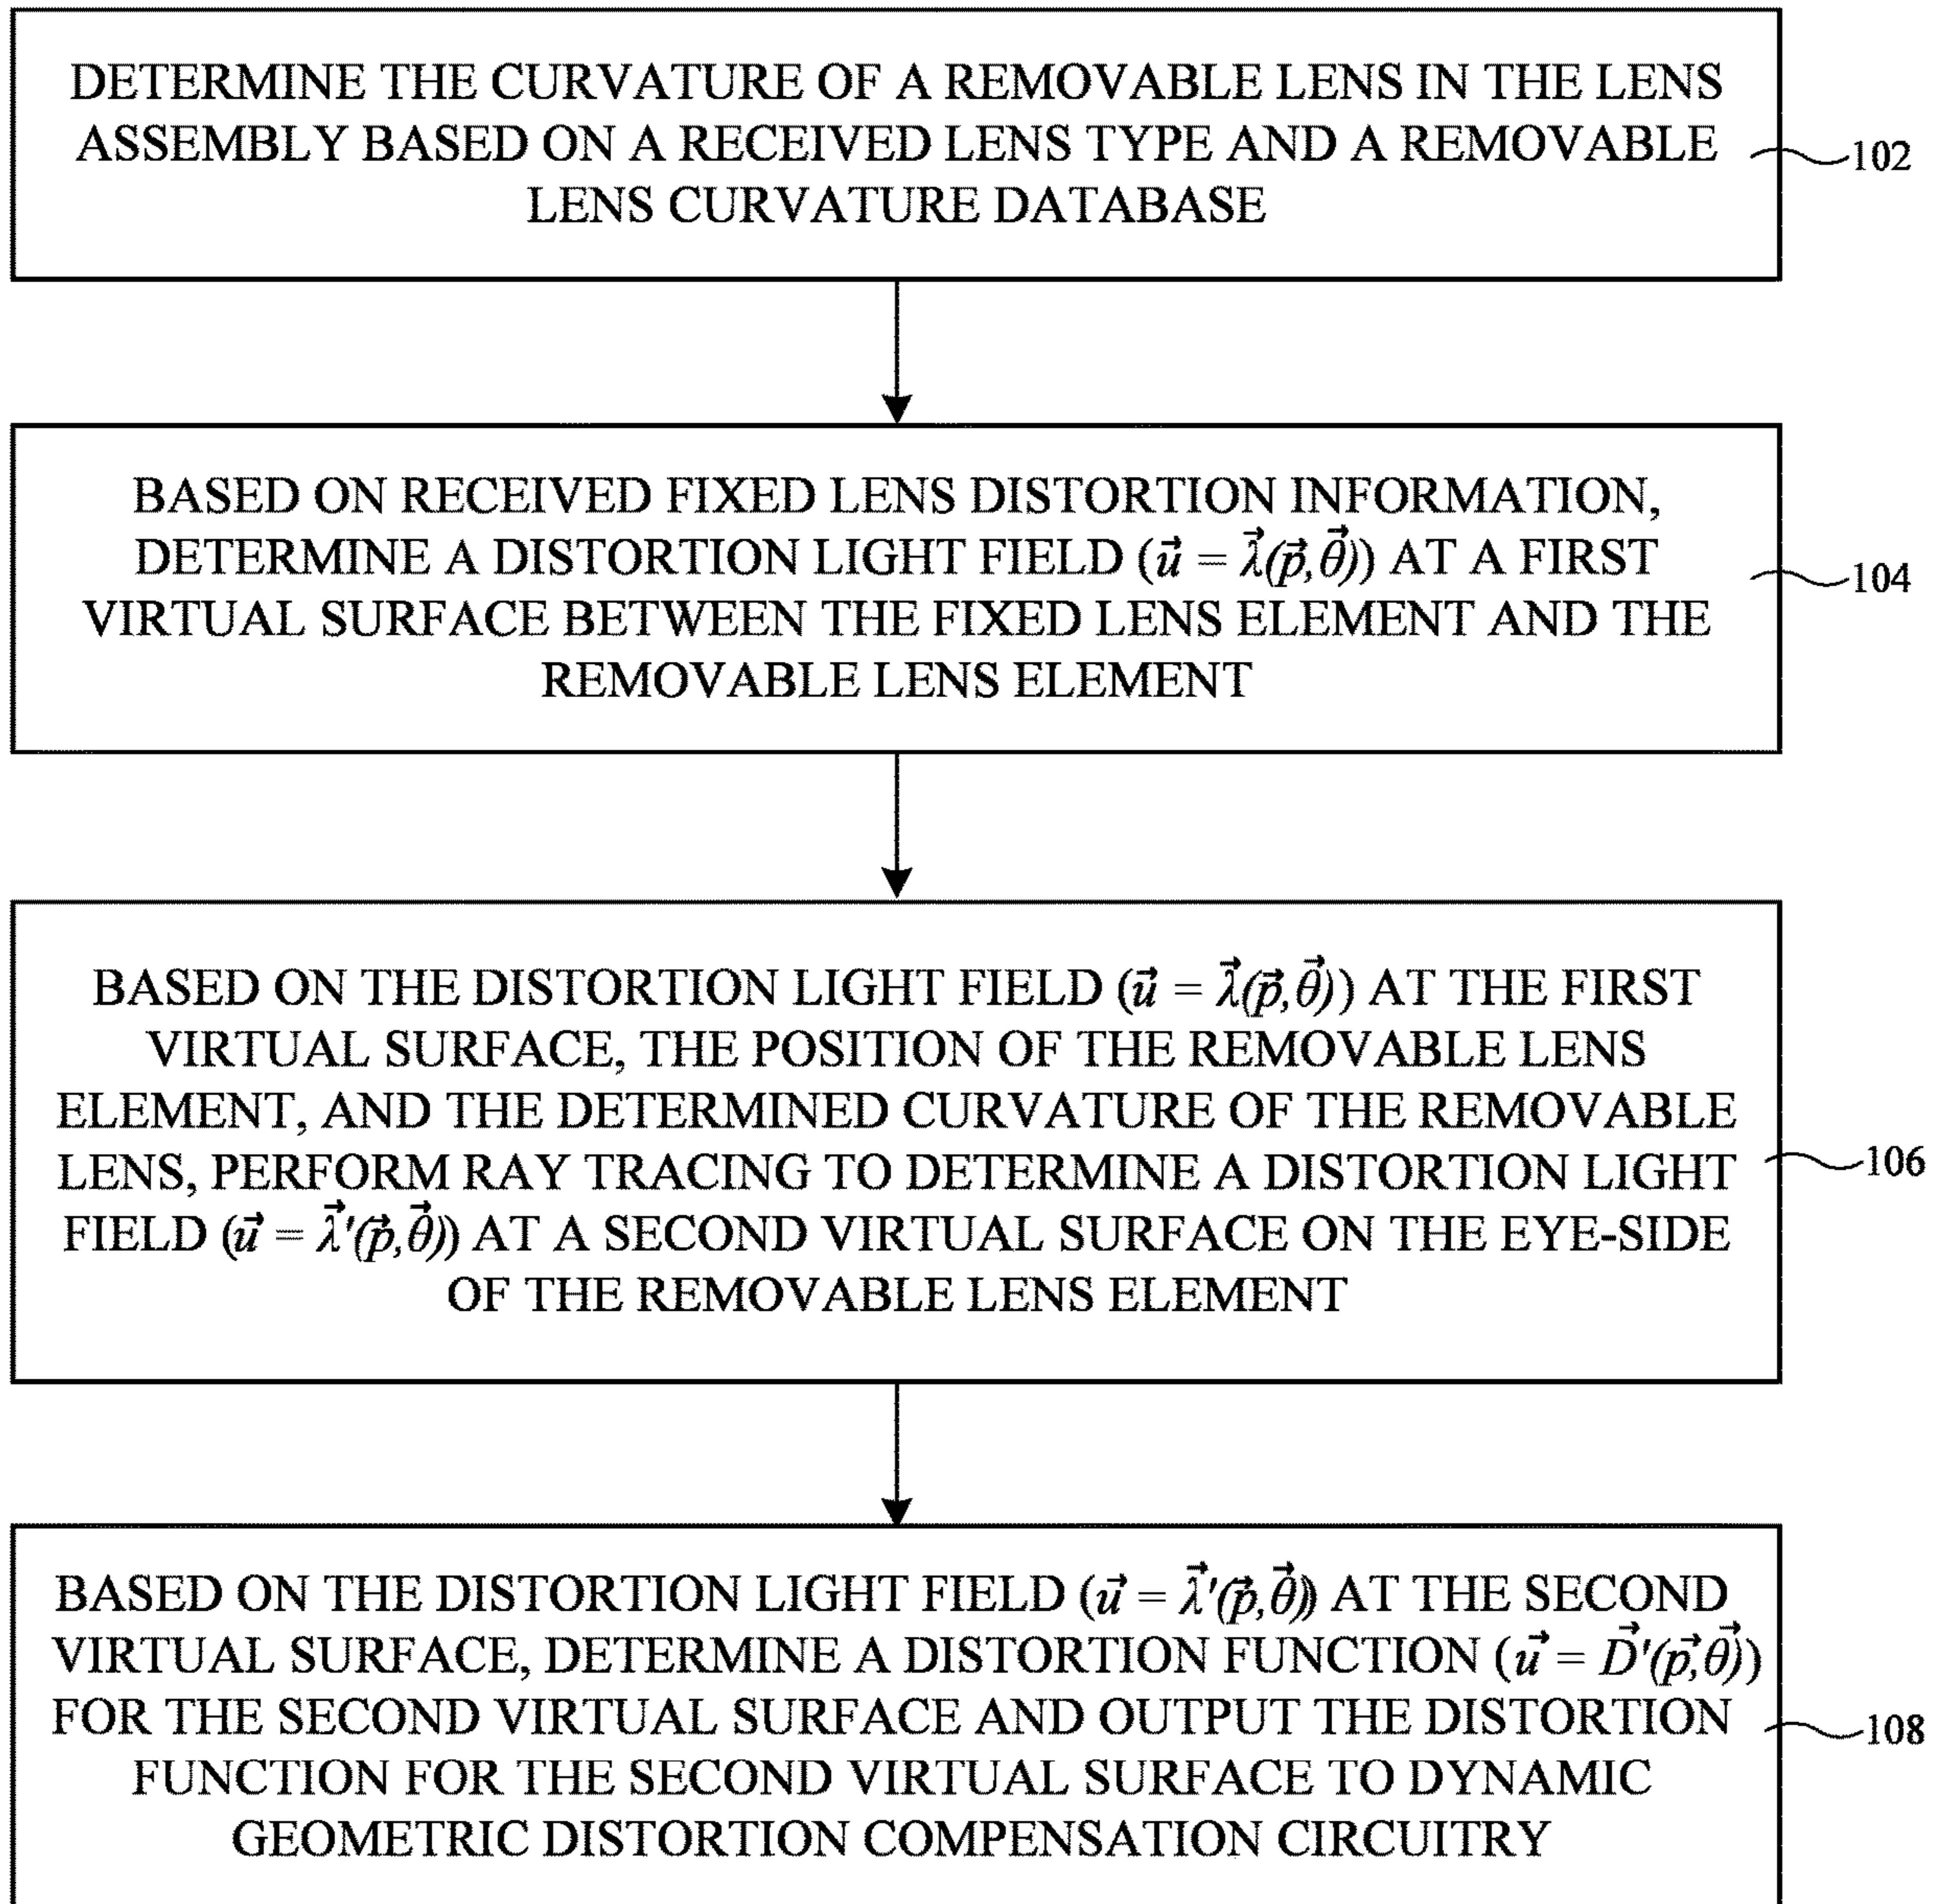 DETERMINE THE CURVATURE OF A REMOVABLE LENS IN THE LENS
ASSEMBLY BASED ON A RECEIVED LENS TYPE AND A REMOVABLE
LENS CURVATURE DATABASE
102
BASED ON RECEIVED FIXED LENS DISTORTION INFORMATION,
DETERMINE A DISTORTION LIGHT FIELD (u⃗ = λ⃗(p⃗,θ⃗)) AT A FIRST
VIRTUAL SURFACE BETWEEN THE FIXED LENS ELEMENT AND THE
REMOVABLE LENS ELEMENT
104
BASED ON THE DISTORTION LIGHT FIELD (u⃗ = λ⃗(p⃗,θ⃗)) AT THE FIRST
VIRTUAL SURFACE, THE POSITION OF THE REMOVABLE LENS
ELEMENT, AND THE DETERMINED CURVATURE OF THE REMOVABLE
LENS, PERFORM RAY TRACING TO DETERMINE A DISTORTION LIGHT
FIELD (u⃗ = λ⃗'(p⃗,θ⃗)) AT A SECOND VIRTUAL SURFACE ON THE EYE-SIDE
OF THE REMOVABLE LENS ELEMENT
106
BASED ON THE DISTORTION LIGHT FIELD (u⃗ = λ⃗'(p⃗,θ⃗)) AT THE SECOND
VIRTUAL SURFACE, DETERMINE A DISTORTION FUNCTION (u⃗ = D⃗'(p⃗,θ⃗))
FOR THE SECOND VIRTUAL SURFACE AND OUTPUT THE DISTORTION
FUNCTION FOR THE SECOND VIRTUAL SURFACE TO DYNAMIC
GEOMETRIC DISTORTION COMPENSATION CIRCUITRY
108